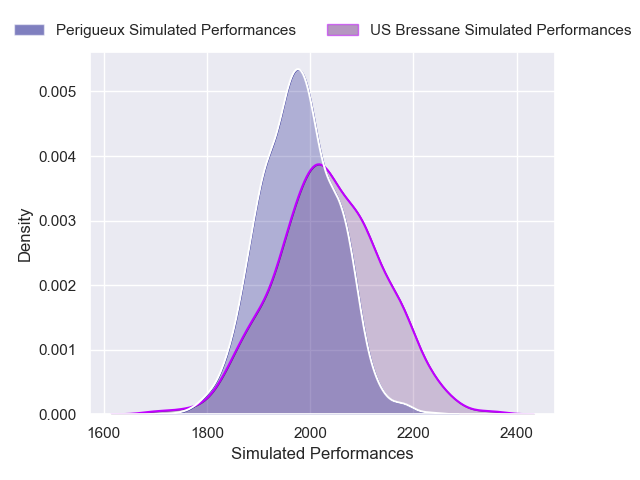 Perigueux Simulated Performances US Bressane Simulated Performances
0.005
0.004
0.003
0.002
0.001
0.000
Density
1600 1800 2000 2200 2400
Simulated Performances